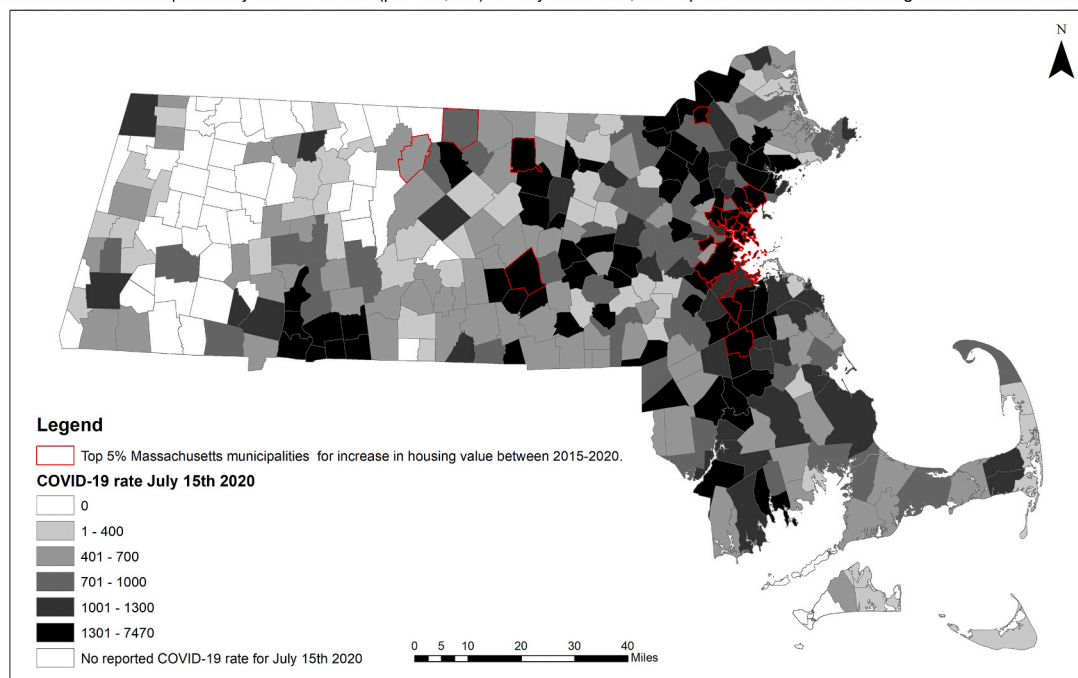 N
Legend
Top 5% Massachusetts municipalities for increase in housing value between 2015-2020.
COVID-19 rate July 15th 2020
0
1 - 400
401 - 700
701 - 1000
1001 - 1300
1301 - 7470
No reported COVID-19 rate for July 15th 2020
0 5 10 20 30 40
Miles